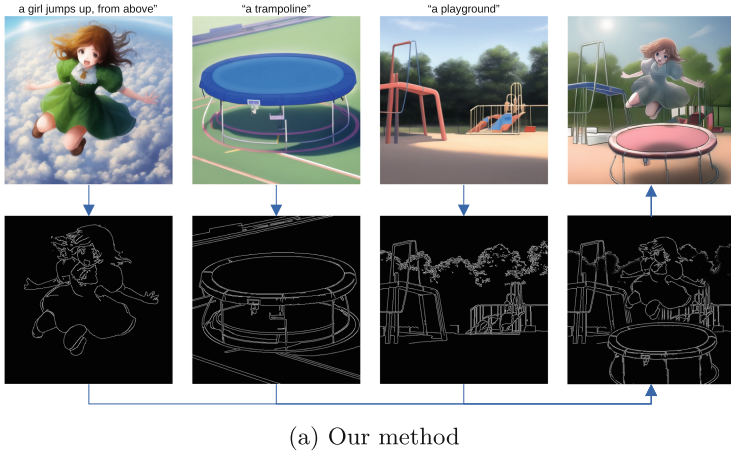 a girl jumps up, from above”
“a trampoline”
“a playground”
(a) Our method